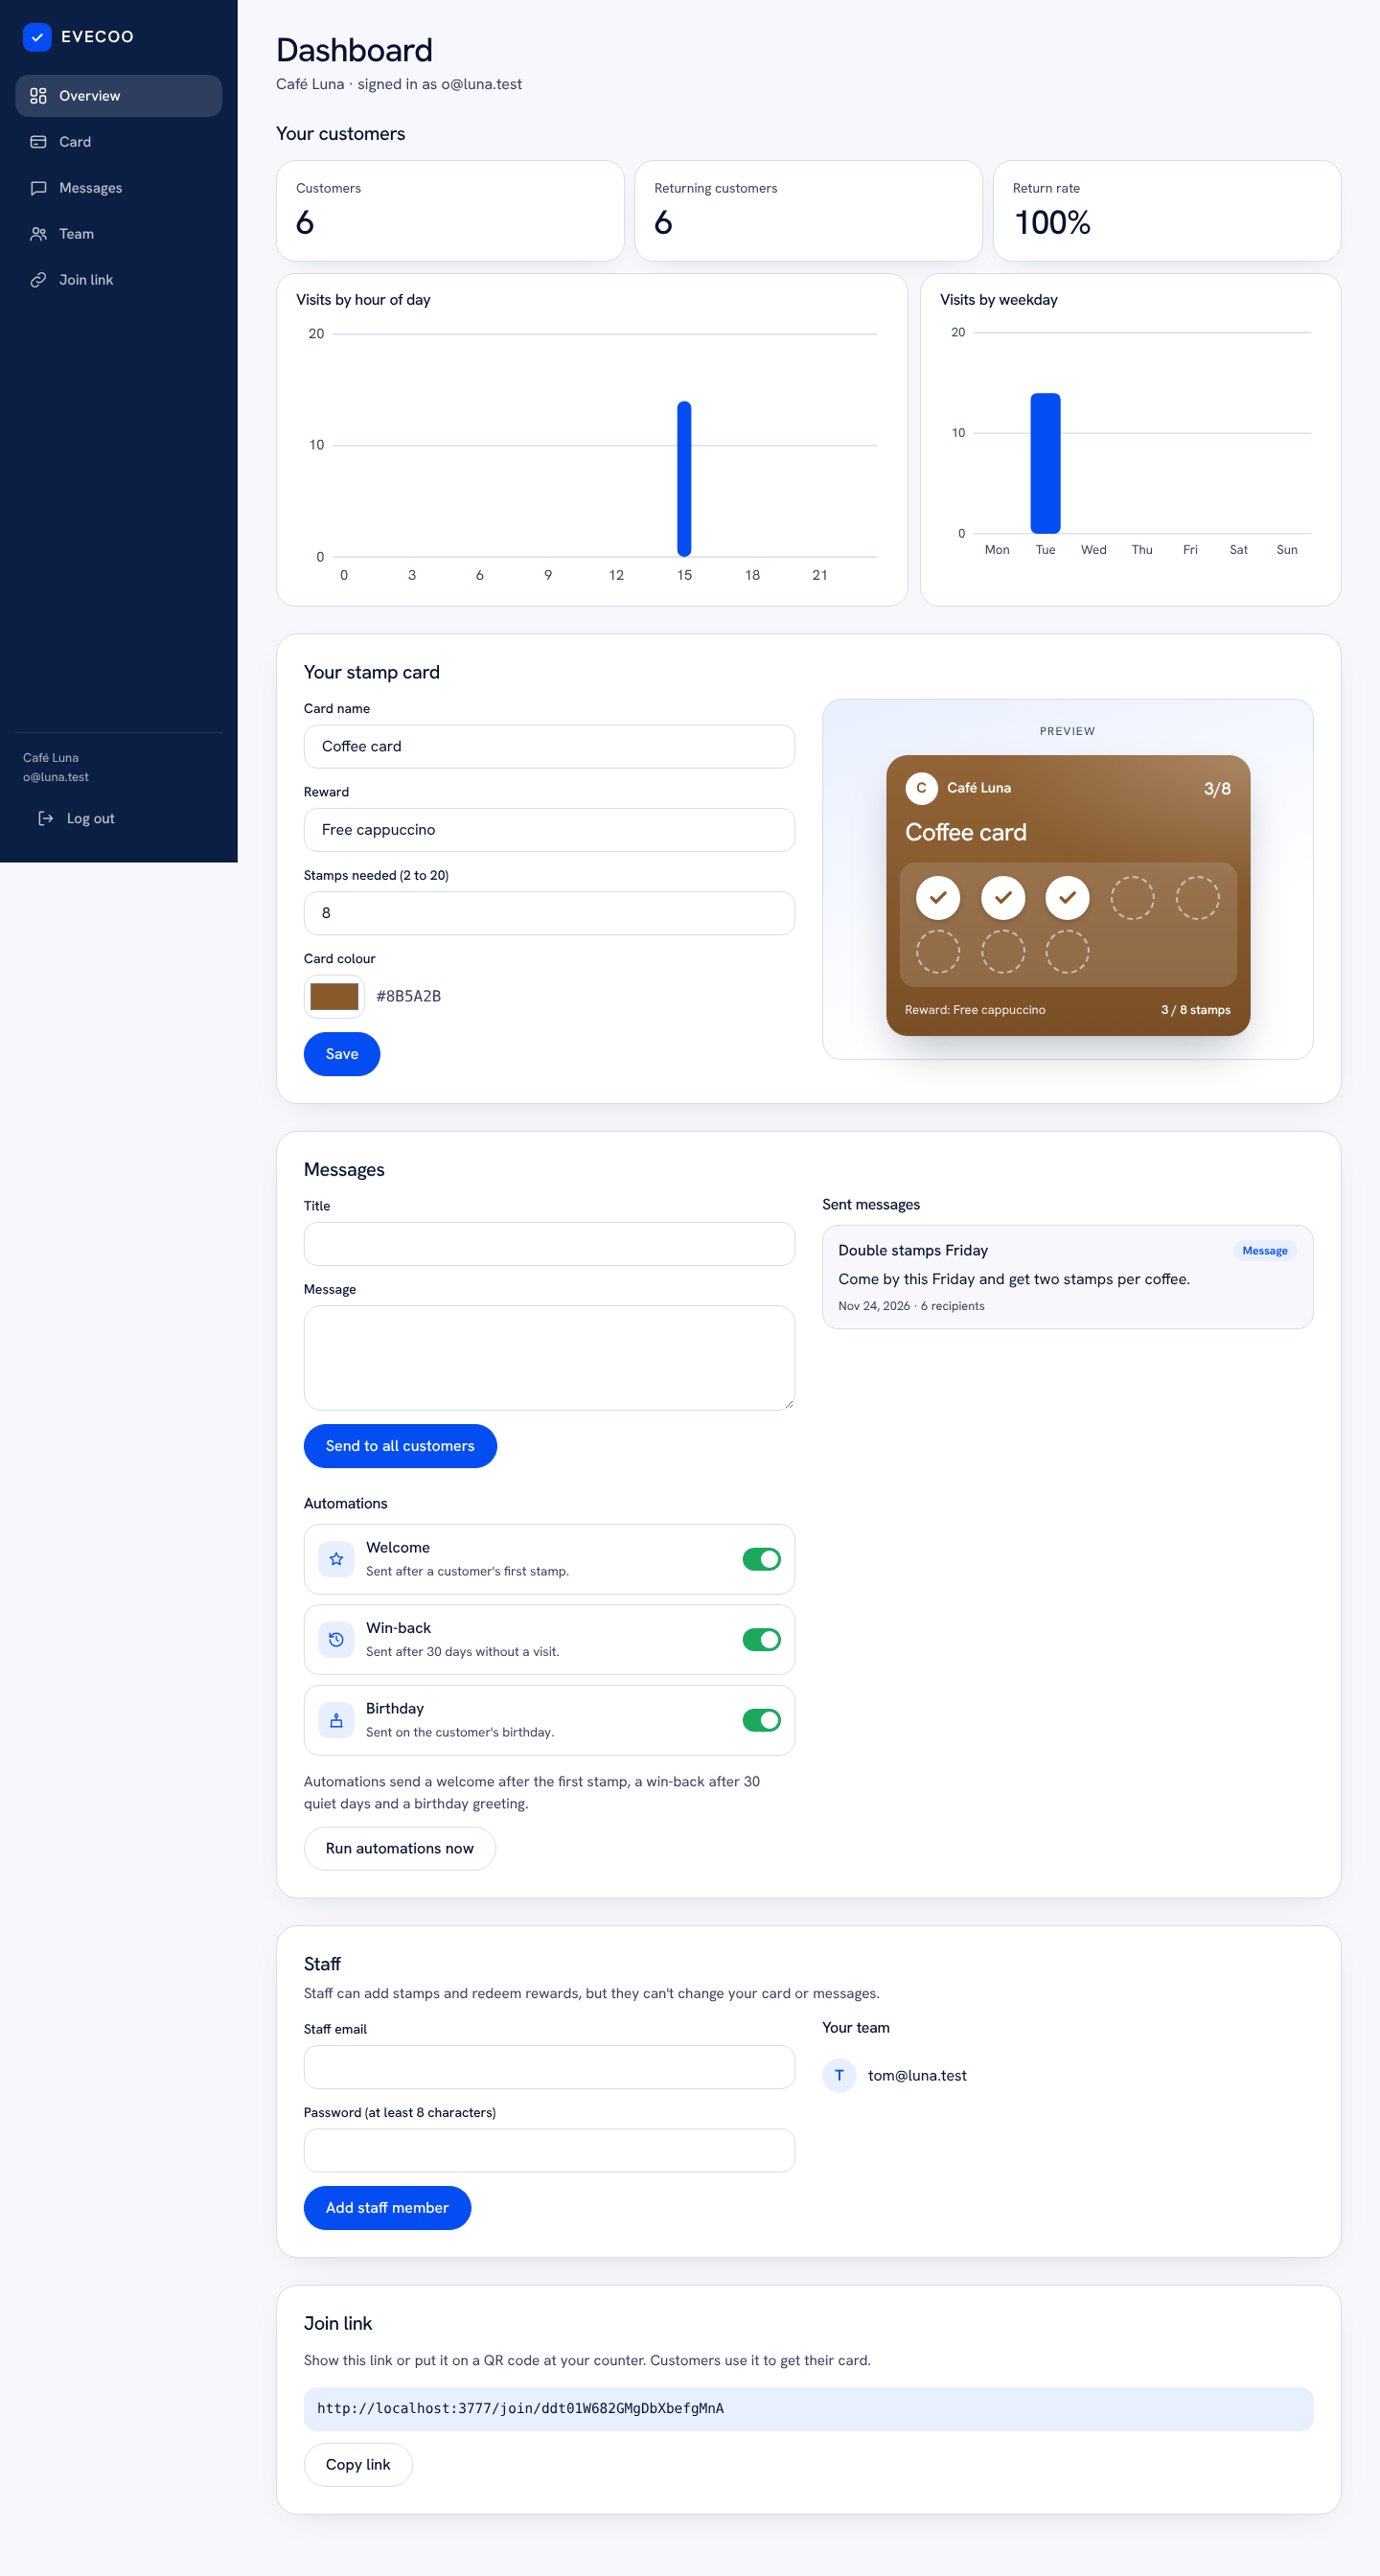 EVECOO
Overview
Card
Messages
Team
Join link
Café Luna
o@luna.test
Log out
Dashboard
Café Luna · signed in as o@luna.test
Your customers
Customers
6
Returning customers
6
Return rate
100%
Visits by hour of day
20
10
0
0 3 6 9 12 15 18 21
Visits by weekday
20
10
0
Mon Tue Wed Thu Fri Sat Sun
Your stamp card
Card name
Coffee card
Reward
Free cappuccino
Stamps needed (2 to 20)
8
Card colour
#8B5A2B
Save
PREVIEW
C Café Luna 3/8
Coffee card
Reward: Free cappuccino 3 / 8 stamps
Messages
Title
Message
Send to all customers
Sent messages
Double stamps Friday Message
Come by this Friday and get two stamps per coffee.
Nov 24, 2026 · 6 recipients
Automations
Welcome
Sent after a customer's first stamp.
Win-back
Sent after 30 days without a visit.
Birthday
Sent on the customer's birthday.
Automations send a welcome after the first stamp, a win-back after 30
quiet days and a birthday greeting.
Run automations now
Staff
Staff can add stamps and redeem rewards, but they can't change your card or messages.
Staff email
Password (at least 8 characters)
Add staff member
Your team
T tom@luna.test
Join link
Show this link or put it on a QR code at your counter. Customers use it to get their card.
http://localhost:3777/join/ddt01W682GMgDbXbefgMnA
Copy link